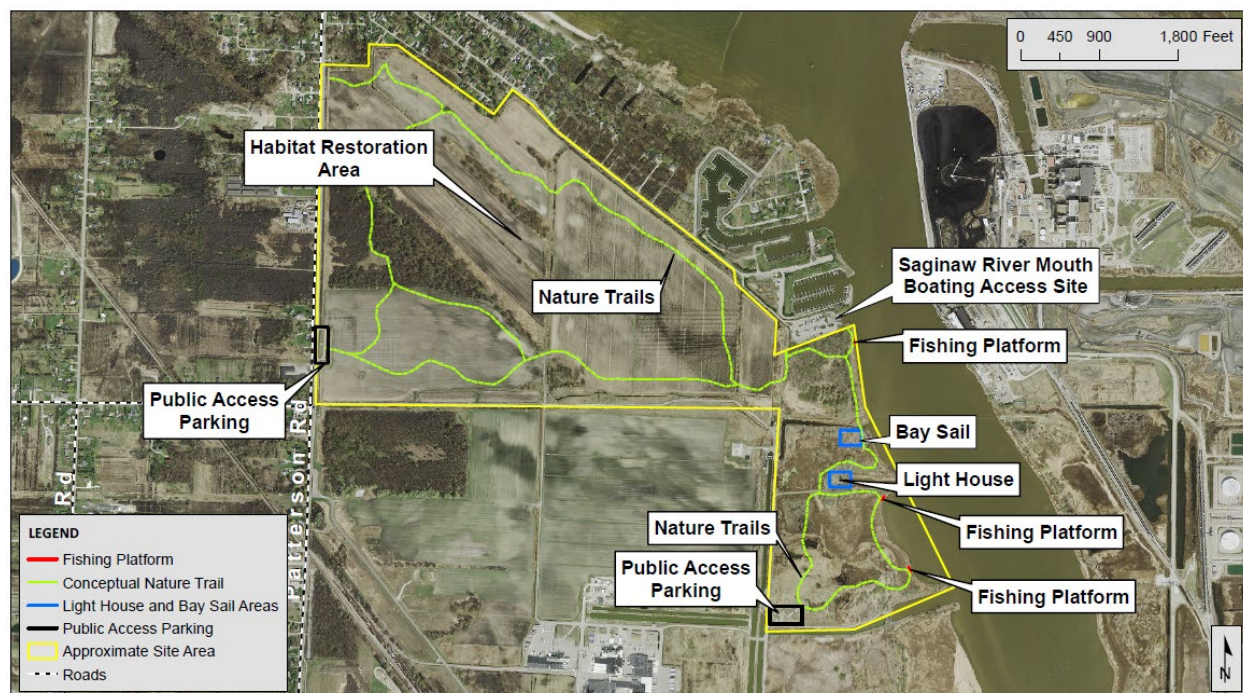 0 450 900 1,800 Feet
Habitat Restoration
Area
Nature Trails
Saginaw River Mouth
Boating Access Site
Fishing Platform
Public Access
Parking
Bay Sail
Light House
Rd
Patterson Rd
Nature Trails
Fishing Platform
Public Access
Parking
Fishing Platform
LEGEND
Fishing Platform
Conceptual Nature Trail
Light House and Bay Sail Areas
Public Access Parking
Approximate Site Area
Roads
N